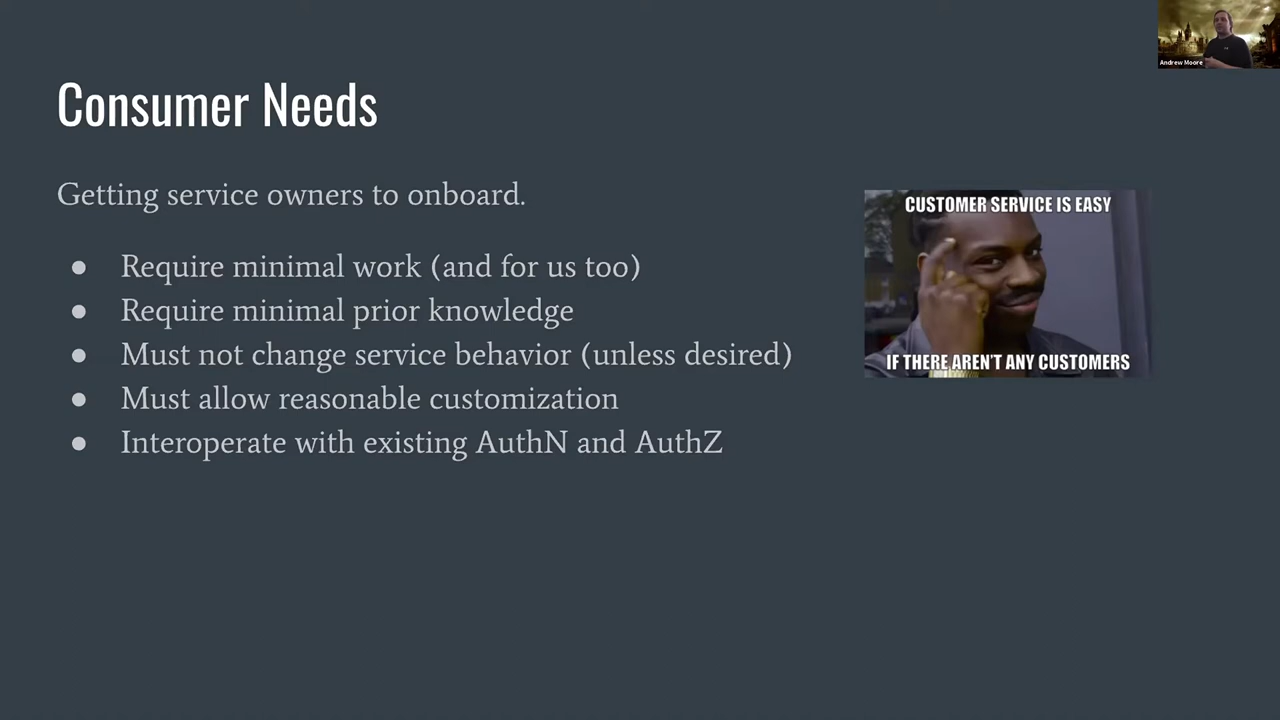 Andrew Moore
Consumer Needs
Getting service owners to onboard.
● Require minimal work (and for us too)
● Require minimal prior knowledge
● Must not change service behavior (unless desired)
● Must allow reasonable customization
● Interoperate with existing AuthN and AuthZ
CUSTOMER SERVICE IS EASY
IF THERE AREN'T ANY CUSTOMERS